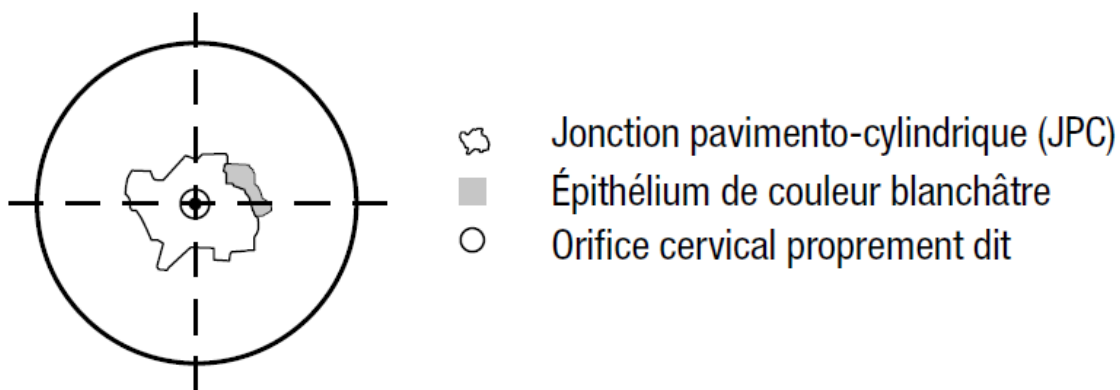 Jonction pavimento-cylindrique (JPC)
Épithélium de couleur blanchâtre
Orifice cervical proprement dit